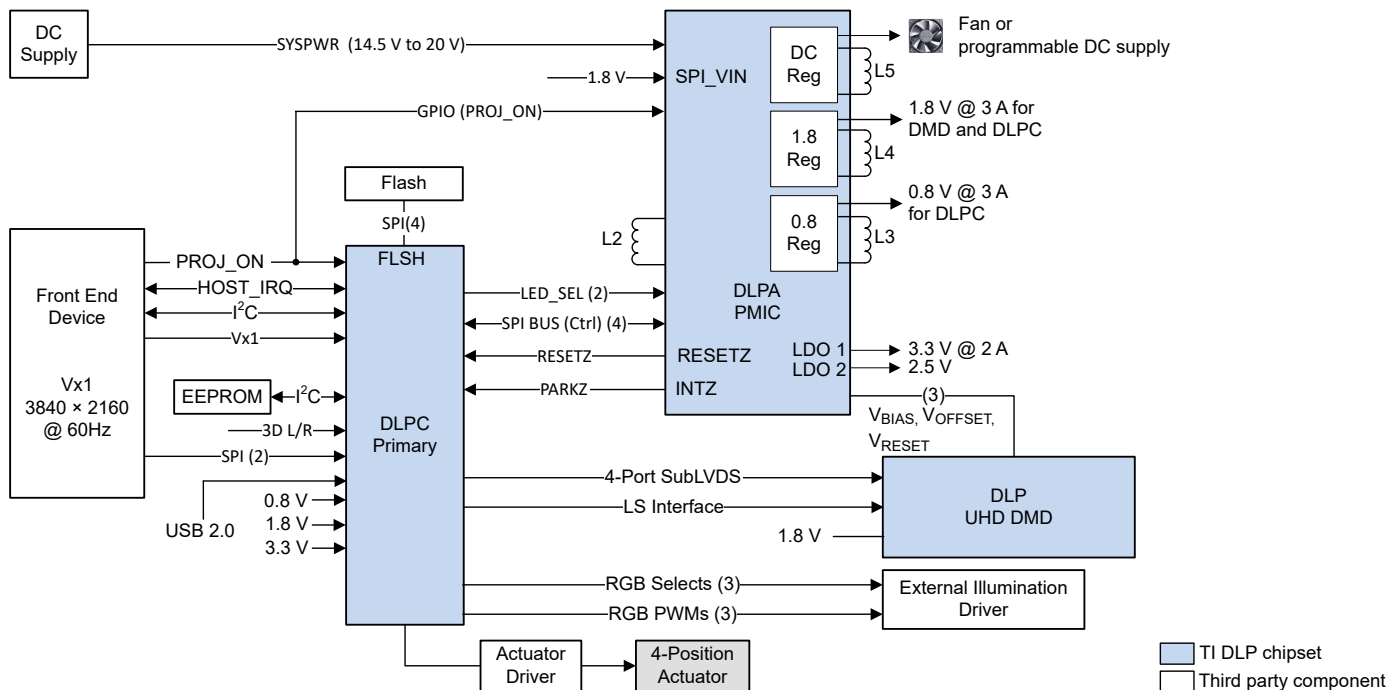 DC
Supply
SYSPWR (14.5 V to 20 V)
1.8 V
SPI_VIN
GPIO (PROJ_ON)
DC
Reg
L5
Fan or
programmable DC supply
1.8
Reg
L4
1.8 V @ 3 A for
DMD and DLPC
0.8
Reg
L3
0.8 V @ 3 A
for DLPC
L2
DLPA
PMIC
Flash
SPI(4)
FLSH
Front End
Device
Vx1
3840 × 2160
@ 60Hz
PROJ_ON
HOST_IRQ
I²C
Vx1
EEPROM
I²C
3D L/R
SPI (2)
USB 2.0
0.8 V
1.8 V
3.3 V
DLPC
Primary
LED_SEL (2)
SPI BUS (Ctrl) (4)
RESETZ
RESETZ
PARKZ
INTZ
LDO 1
3.3 V @ 2 A
LDO 2
2.5 V
(3)
VBIAS, VOFFSET,
VRESET
4-Port SubLVDS
LS Interface
1.8 V
DLP
UHD DMD
RGB Selects (3)
RGB PWMs (3)
External Illumination
Driver
Actuator
Driver
4-Position
Actuator
TI DLP chipset
Third party component